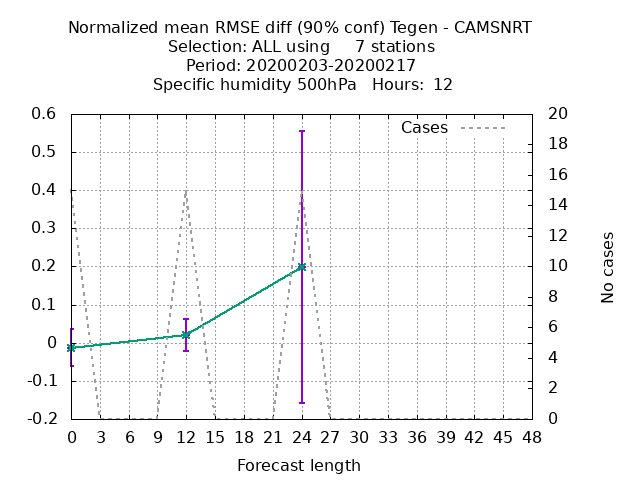 Normalized mean RMSE diff (90% conf) Tegen - CAMSNRT
Selection: ALL using 7 stations
Period: 20200203-20200217
Specific humidity 500hPa Hours: 12
Cases
0.6
0.5
0.4
0.3
0.2
0.1
0
-0.1
-0.2
20
18
16
14
12
10
8
6
4
2
0
No cases
0 3 6 9 12 15 18 21 24 27 30 33 36 39 42 45 48
Forecast length